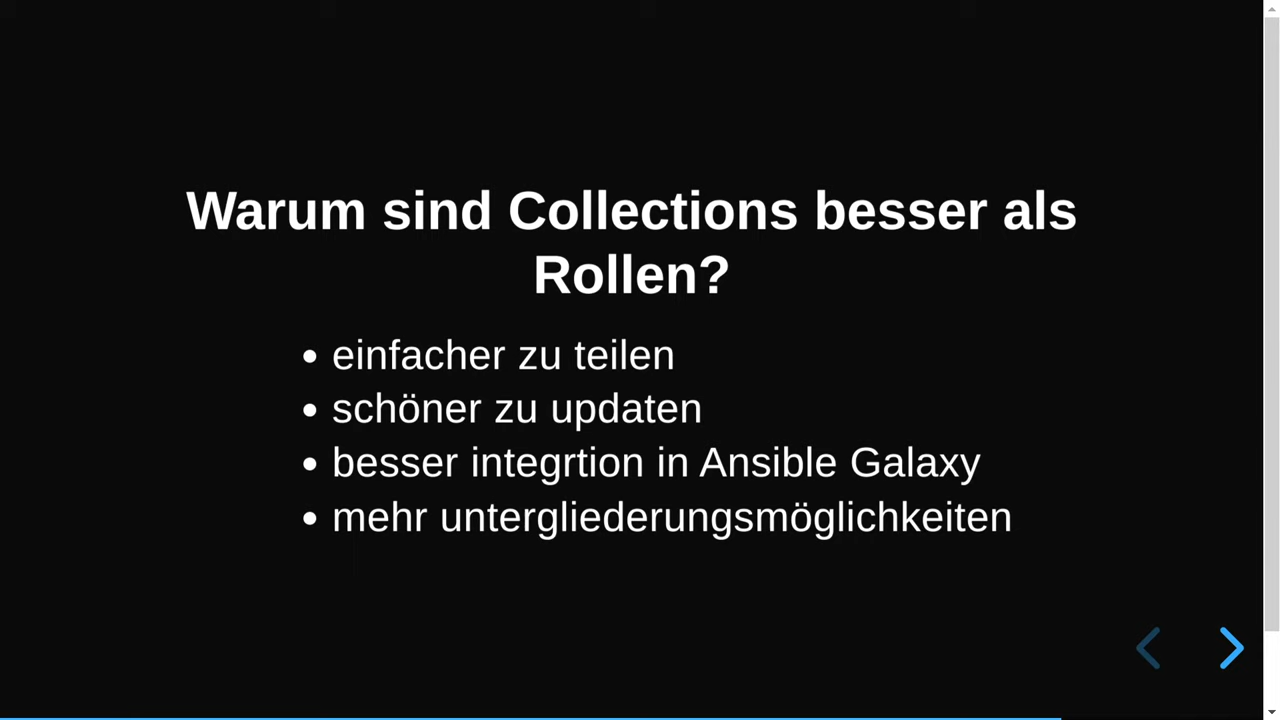 Warum sind Collections besser als
Rollen?
einfacher zu teilen
schöner zu updaten
besser integrtion in Ansible Galaxy
mehr untergliederungsmöglichkeiten